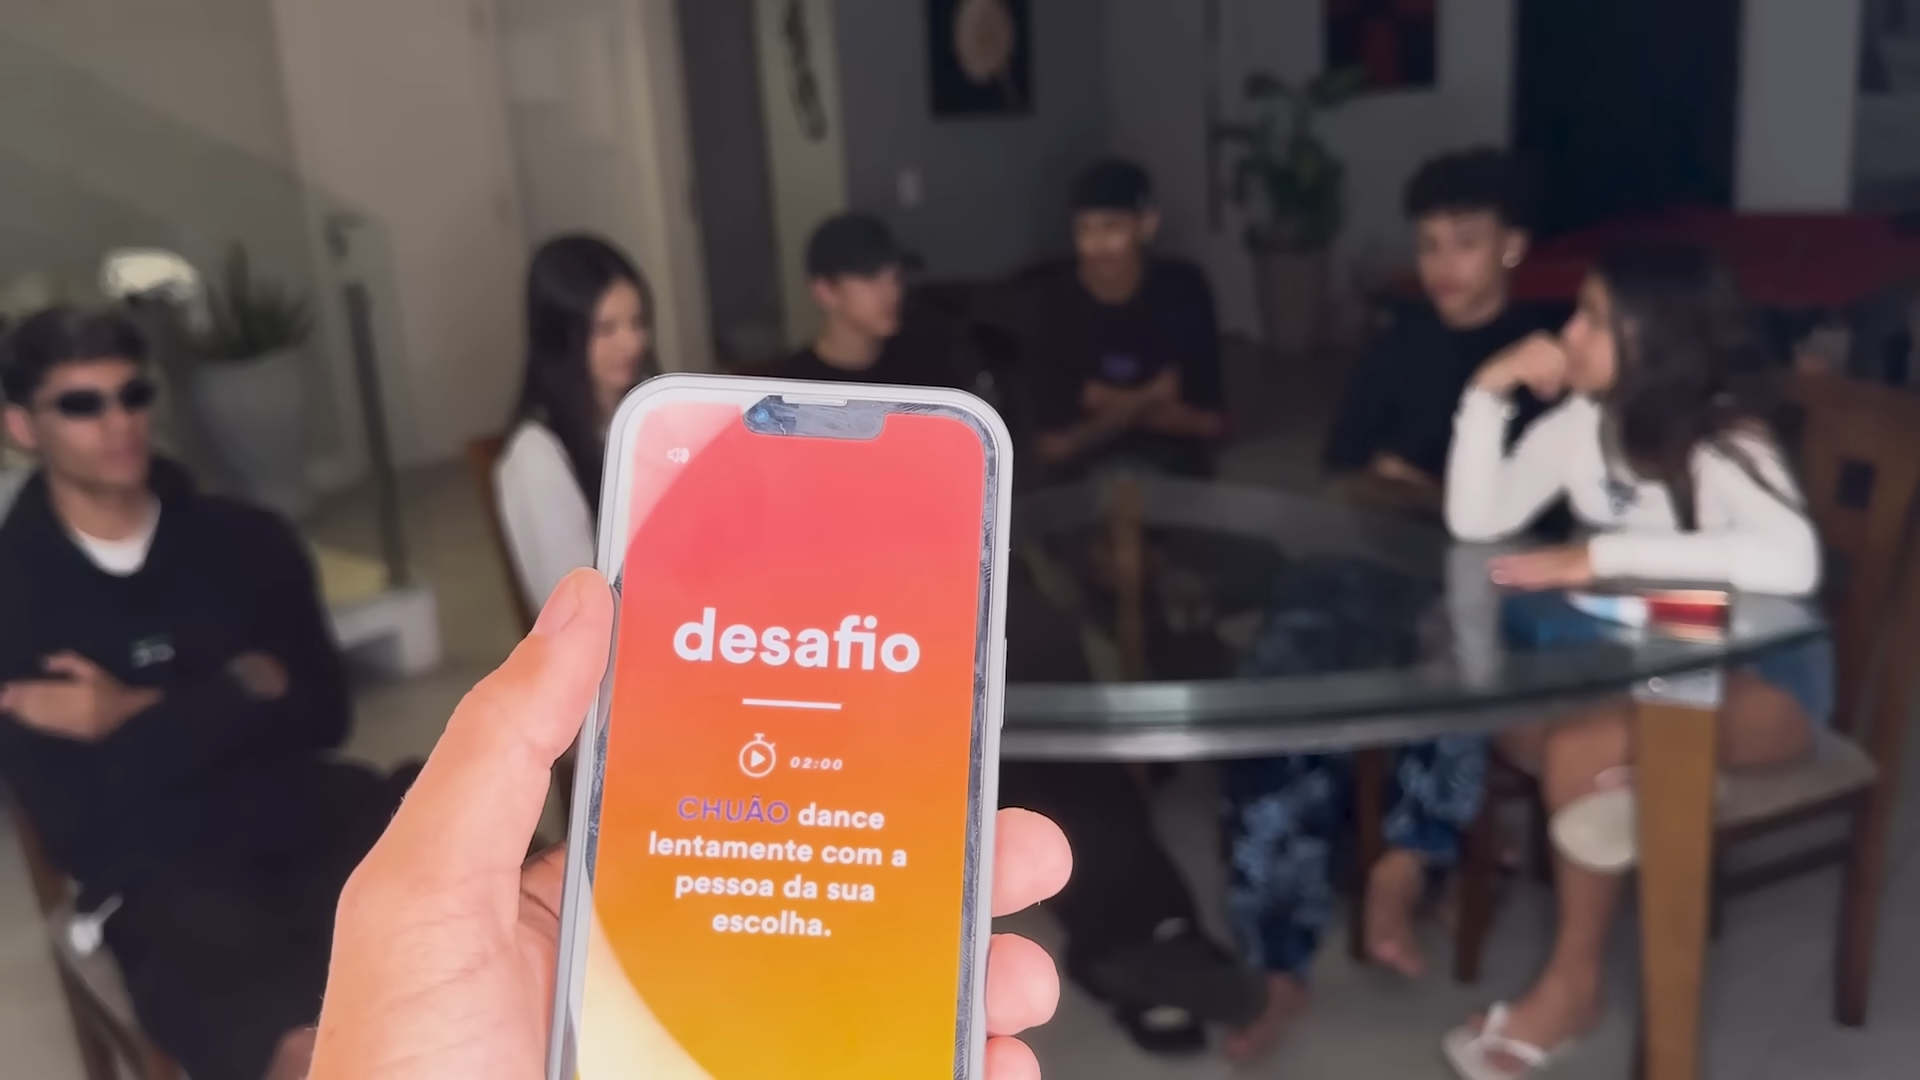 desafio
02:00
CHUÃO dance
lentamente com a
pessoa da sua
escolha.